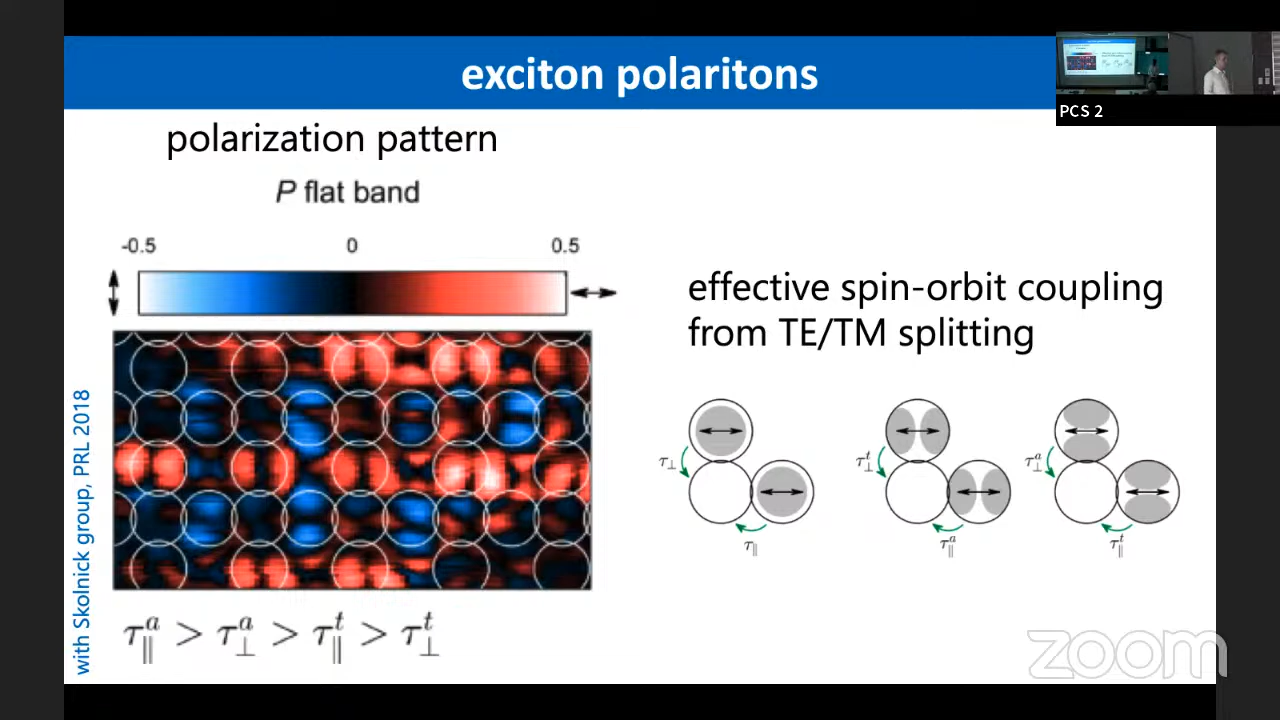 exciton polaritons
PCS 2
polarization pattern
P flat band
-0.5 0 0.5
effective spin-orbit coupling
from TE/TM splitting
τ⊥
τ∥
τ⊥^t
τ∥^a
τ⊥^a
τ∥^t
with Skolnick group, PRL 2018
τ∥^a > τ⊥^a > τ∥^t > τ⊥^t
zoom